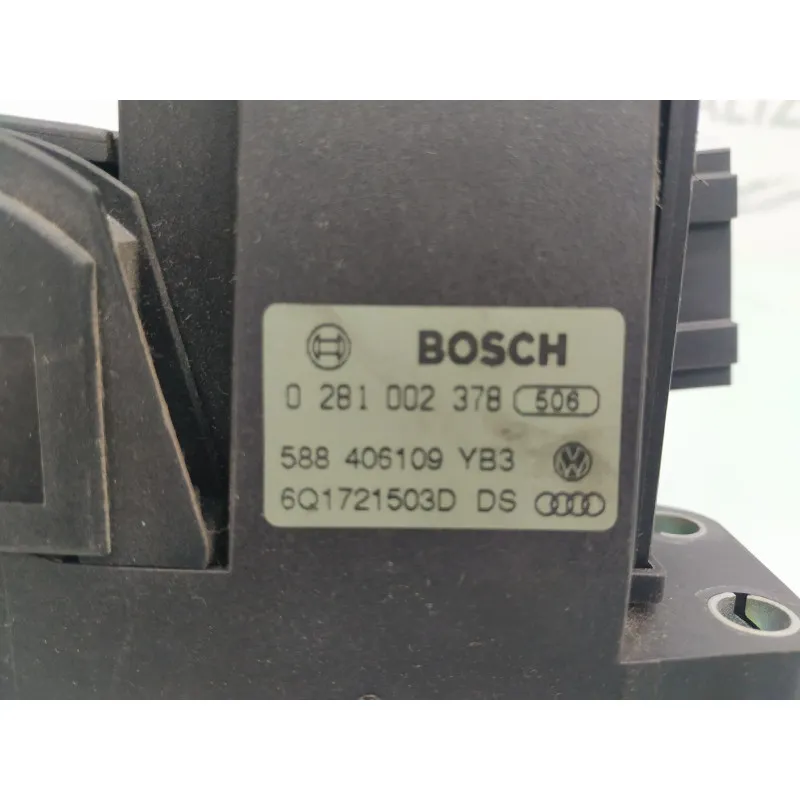 BOSCH
0 281 002 378 506
588 406109 YB3
6Q1721503D DS